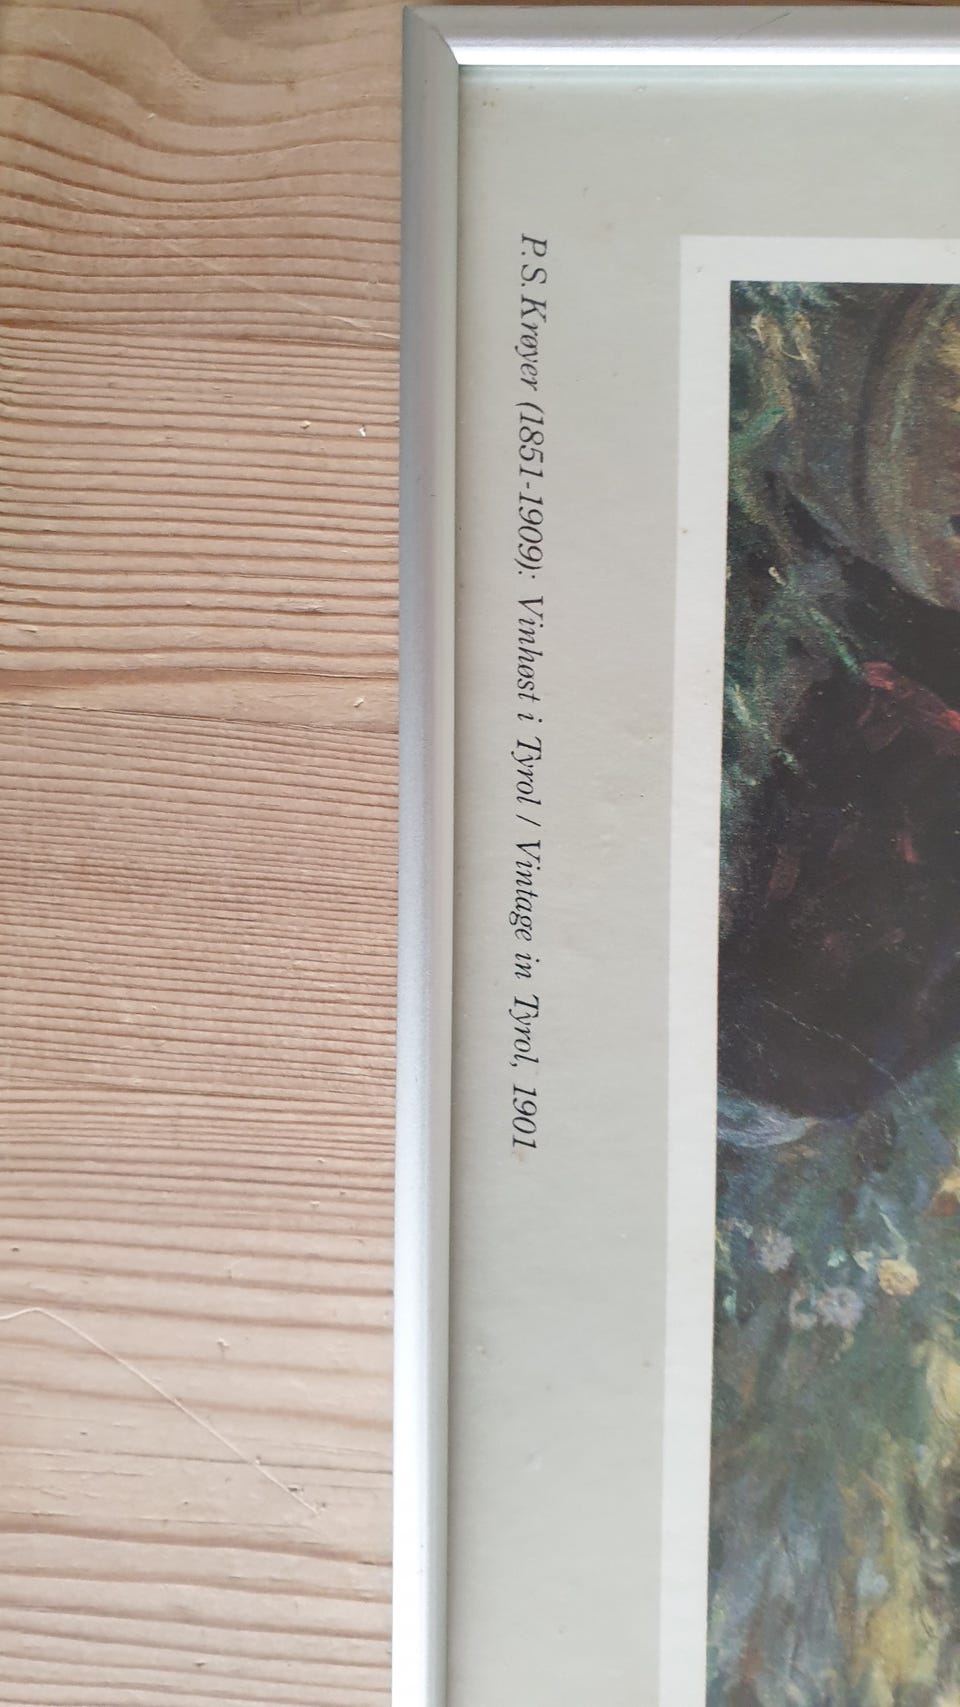 P. S. Krøyer (1851-1909): Vinhøst i Tyrol / Vintage in Tyrol, 1901